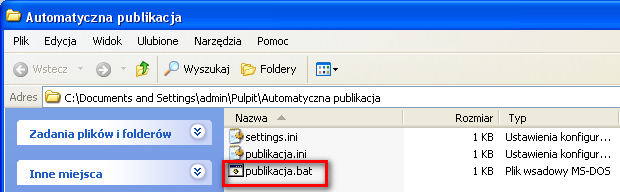 Automatyczna publikacja
Plik Edycja Widok Ulubione Narzędzia Pomoc
Wstecz Wyszukaj Foldery
Adres C:\Documents and Settings\admin\Pulpit\Automatyczna publikacja
Nazwa Rozmiar Typ
Zadania plików i folderów
Inne miejsca
settings.ini 1 KB Ustawienia konfigur...
publikacja.ini 1 KB Ustawienia konfigur...
publikacja.bat 1 KB Plik wsadowy MS-DOS